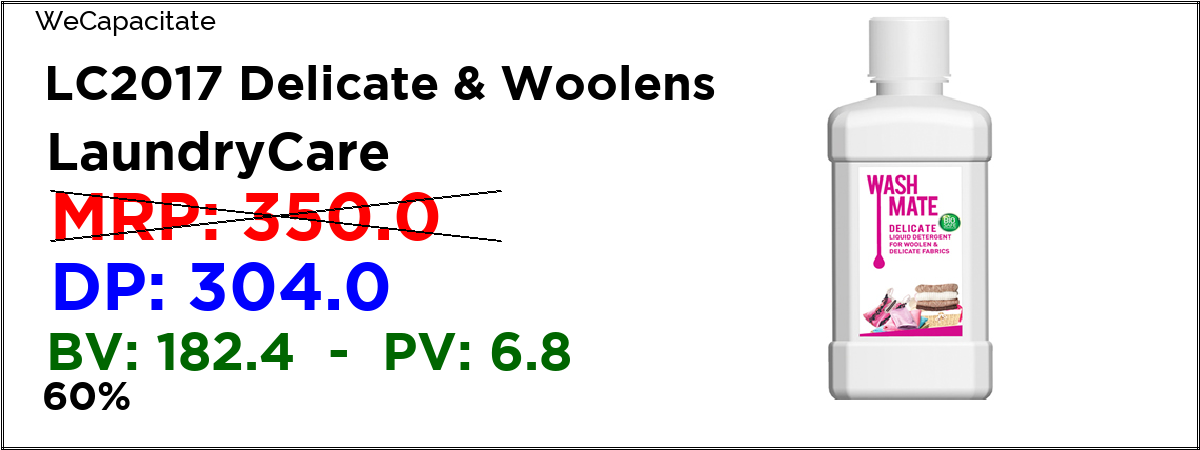 WeCapacitate
LC2017 Delicate & Woolens
LaundryCare
MRP: 350.0
DP: 304.0
BV: 182.4 - PV: 6.8
60%
WASH
MATE
DELICATE
LIQUID DETERGENT
FOR WOOLEN &
DELICATE FABRICS
Bio